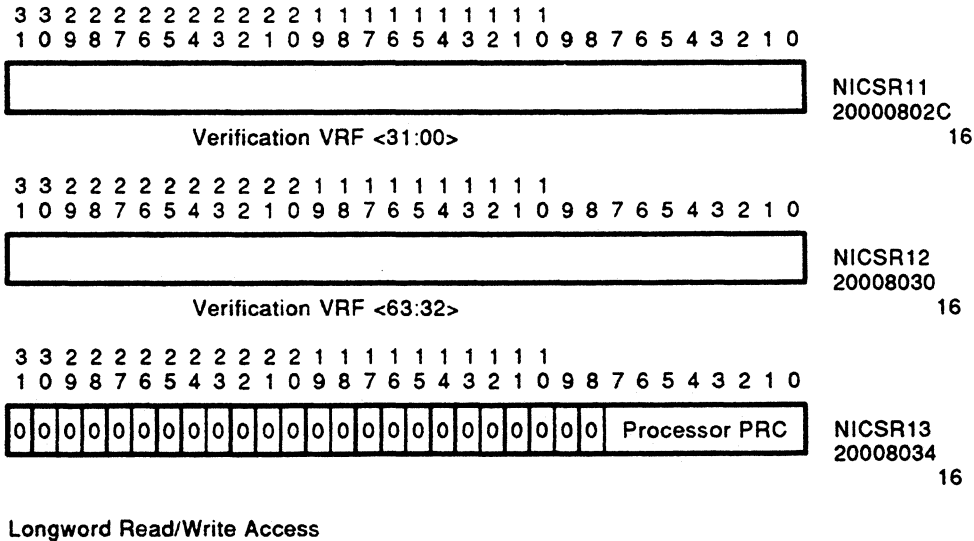 3 3 2 2 2 2 2 2 2 2 2 2 1 1 1 1 1 1 1 1 1 1
1 0 9 8 7 6 5 4 3 2 1 0 9 8 7 6 5 4 3 2 1 0 9 8 7 6 5 4 3 2 1 0
NICSR11
20000802C
16
Verification VRF <31:00>
3 3 2 2 2 2 2 2 2 2 2 2 1 1 1 1 1 1 1 1 1 1
1 0 9 8 7 6 5 4 3 2 1 0 9 8 7 6 5 4 3 2 1 0 9 8 7 6 5 4 3 2 1 0
NICSR12
20008030
16
Verification VRF <63:32>
3 3 2 2 2 2 2 2 2 2 2 2 1 1 1 1 1 1 1 1 1 1
1 0 9 8 7 6 5 4 3 2 1 0 9 8 7 6 5 4 3 2 1 0 9 8 7 6 5 4 3 2 1 0
0 0 0 0 0 0 0 0 0 0 0 0 0 0 0 0 0 0 0 0 0 0 0 0 Processor PRC
NICSR13
20008034
16
Longword Read/Write Access